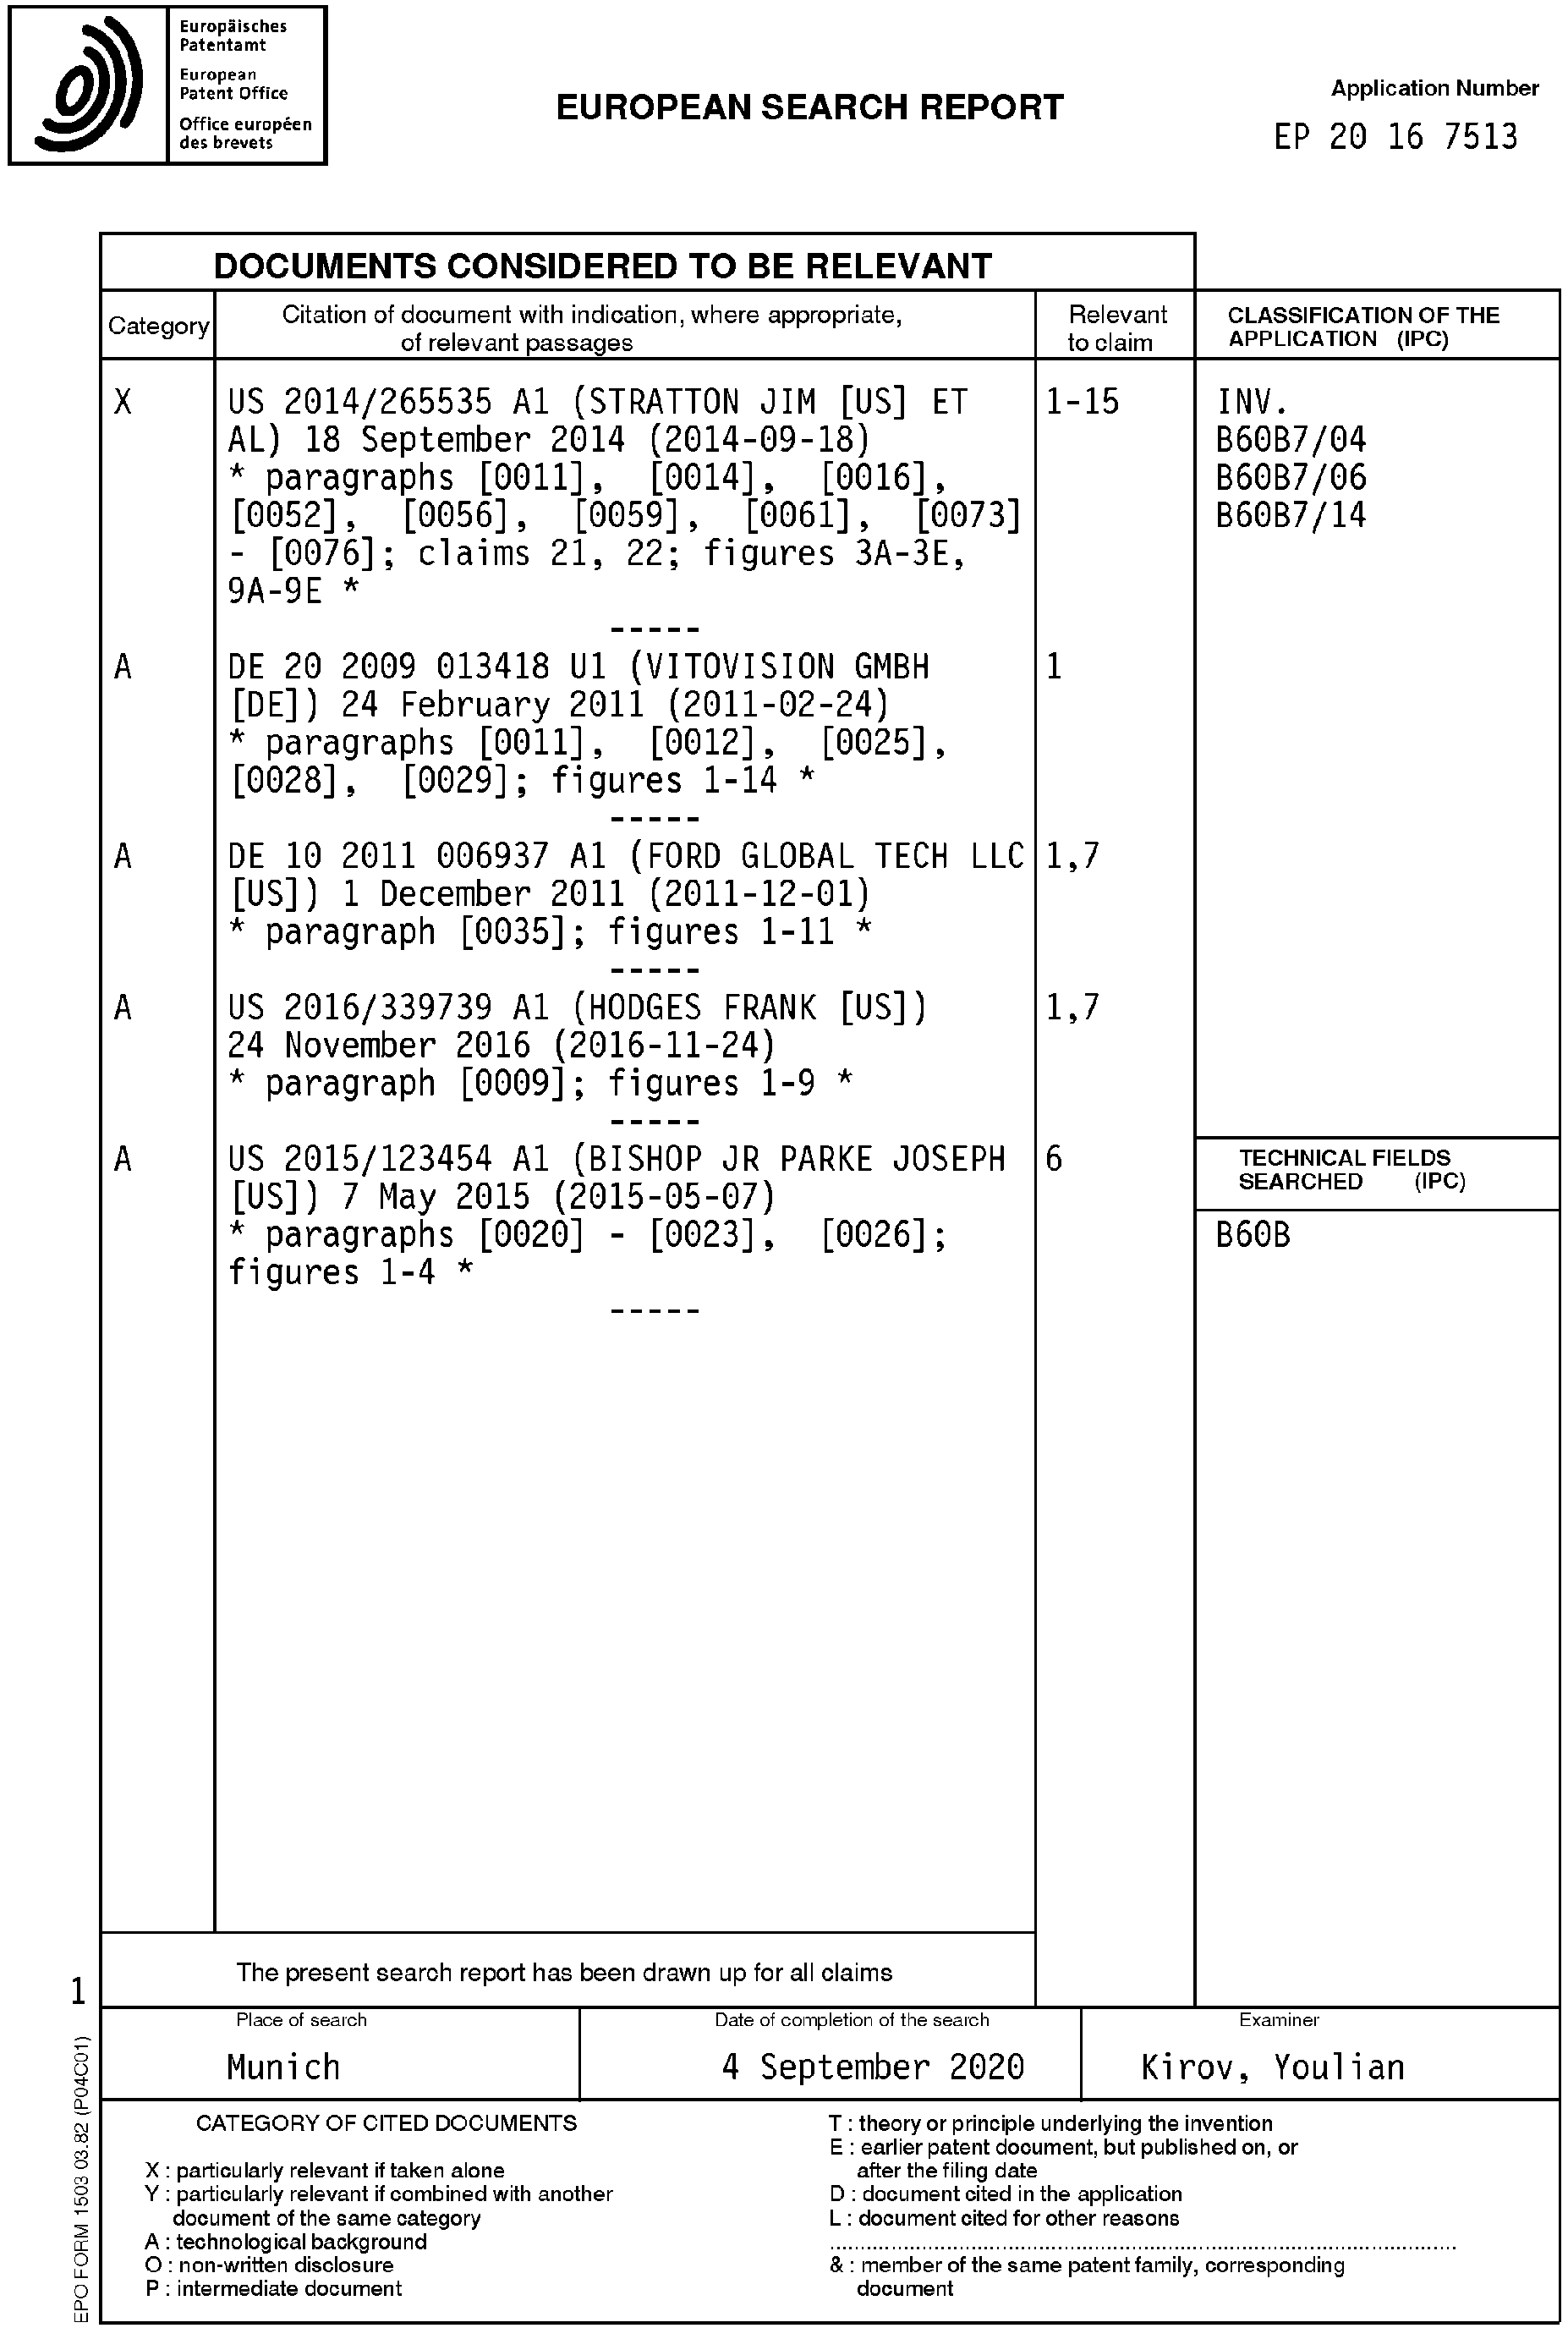 Europäisches
Patentamt
European
Patent Office
Office européen
des brevets
EUROPEAN SEARCH REPORT
Application Number
EP 20 16 7513
DOCUMENTS CONSIDERED TO BE RELEVANT
Category
Citation of document with indication, where appropriate,
of relevant passages
Relevant
to claim
CLASSIFICATION OF THE
APPLICATION (IPC)
X
US 2014/265535 A1 (STRATTON JIM [US] ET
AL) 18 September 2014 (2014-09-18)
* paragraphs [0011], [0014], [0016],
[0052], [0056], [0059], [0061], [0073]
- [0076]; claims 21, 22; figures 3A-3E,
9A-9E *
-----
1-15
INV.
B60B7/04
B60B7/06
B60B7/14
A
DE 20 2009 013418 U1 (VITOVISION GMBH
[DE]) 24 February 2011 (2011-02-24)
* paragraphs [0011], [0012], [0025],
[0028], [0029]; figures 1-14 *
-----
1
A
DE 10 2011 006937 A1 (FORD GLOBAL TECH LLC
[US]) 1 December 2011 (2011-12-01)
* paragraph [0035]; figures 1-11 *
-----
1,7
A
US 2016/339739 A1 (HODGES FRANK [US])
24 November 2016 (2016-11-24)
* paragraph [0009]; figures 1-9 *
-----
1,7
A
US 2015/123454 A1 (BISHOP JR PARKE JOSEPH
[US]) 7 May 2015 (2015-05-07)
* paragraphs [0020] - [0023], [0026];
figures 1-4 *
-----
6
TECHNICAL FIELDS
SEARCHED (IPC)
B60B
The present search report has been drawn up for all claims
1
Place of search
Munich
Date of completion of the search
4 September 2020
Examiner
Kirov, Youlian
CATEGORY OF CITED DOCUMENTS
X : particularly relevant if taken alone
Y : particularly relevant if combined with another
document of the same category
A : technological background
O : non-written disclosure
P : intermediate document
T : theory or principle underlying the invention
E : earlier patent document, but published on, or
after the filing date
D : document cited in the application
L : document cited for other reasons
& : member of the same patent family, corresponding
document
EPO FORM 1503 03.82 (P04C01)